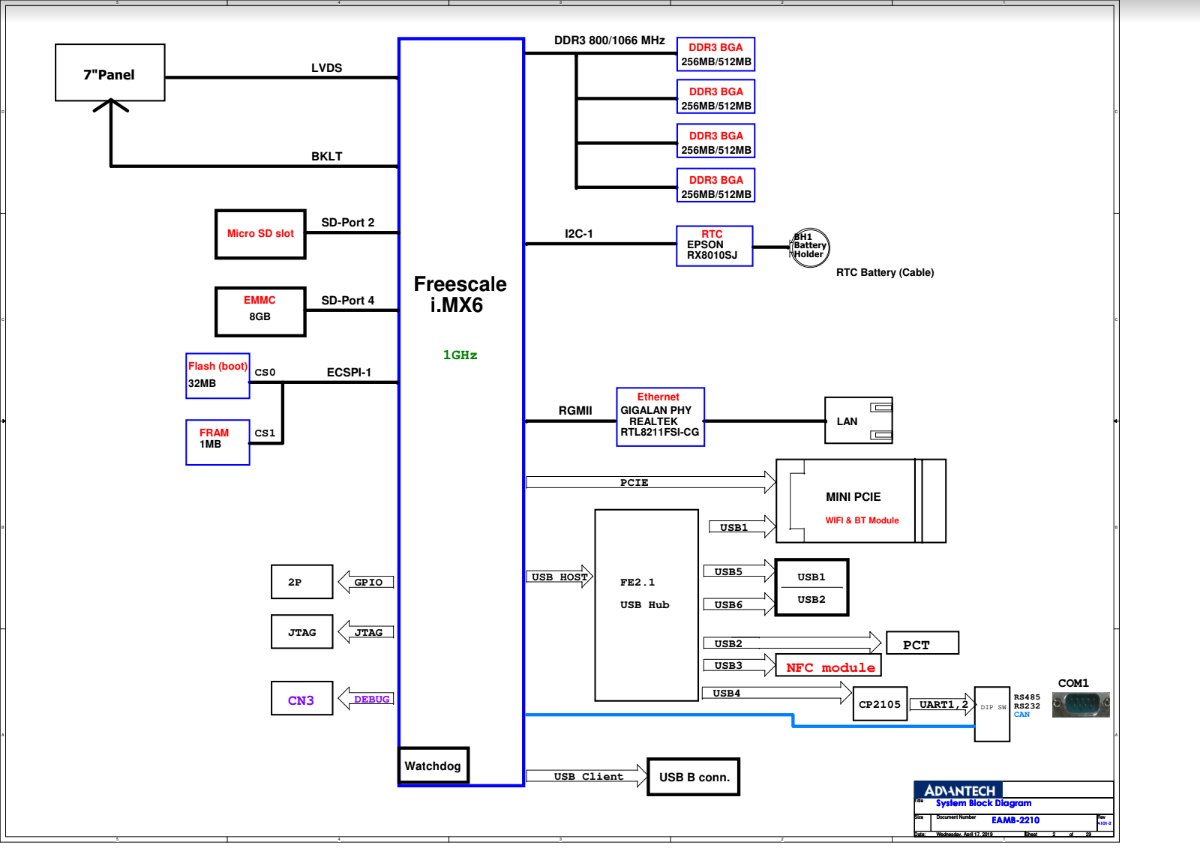 7"Panel
LVDS
BKLT
Micro SD slot
SD-Port 2
EMMC
8GB
SD-Port 4
Flash (boot)
32MB
CS0
ECSPI-1
FRAM
1MB
CS1
2P
GPIO
JTAG
JTAG
CN3
DEBUG
Freescale
i.MX6
1GHz
Watchdog
DDR3 800/1066 MHz
DDR3 BGA
256MB/512MB
DDR3 BGA
256MB/512MB
DDR3 BGA
256MB/512MB
DDR3 BGA
256MB/512MB
I2C-1
RTC
EPSON
RX8010SJ
BH1
Battery
Holder
RTC Battery (Cable)
RGMII
Ethernet
GIGALAN PHY
REALTEK
RTL8211FSI-CG
LAN
PCIE
MINI PCIE
WIFI & BT Module
USB1
USB HOST
FE2.1
USB Hub
USB5
USB1
USB6
USB2
USB2
PCT
USB3
NFC module
USB4
CP2105
UART1,2
DIP SW
RS485
RS232
CAN
COM1
USB Client
USB B conn.
ADVANTECH
Title
System Block Diagram
Size
Document Number
EAMB-2210
Rev
A101-2
Date:
Wednesday, April 17, 2019
Sheet
of